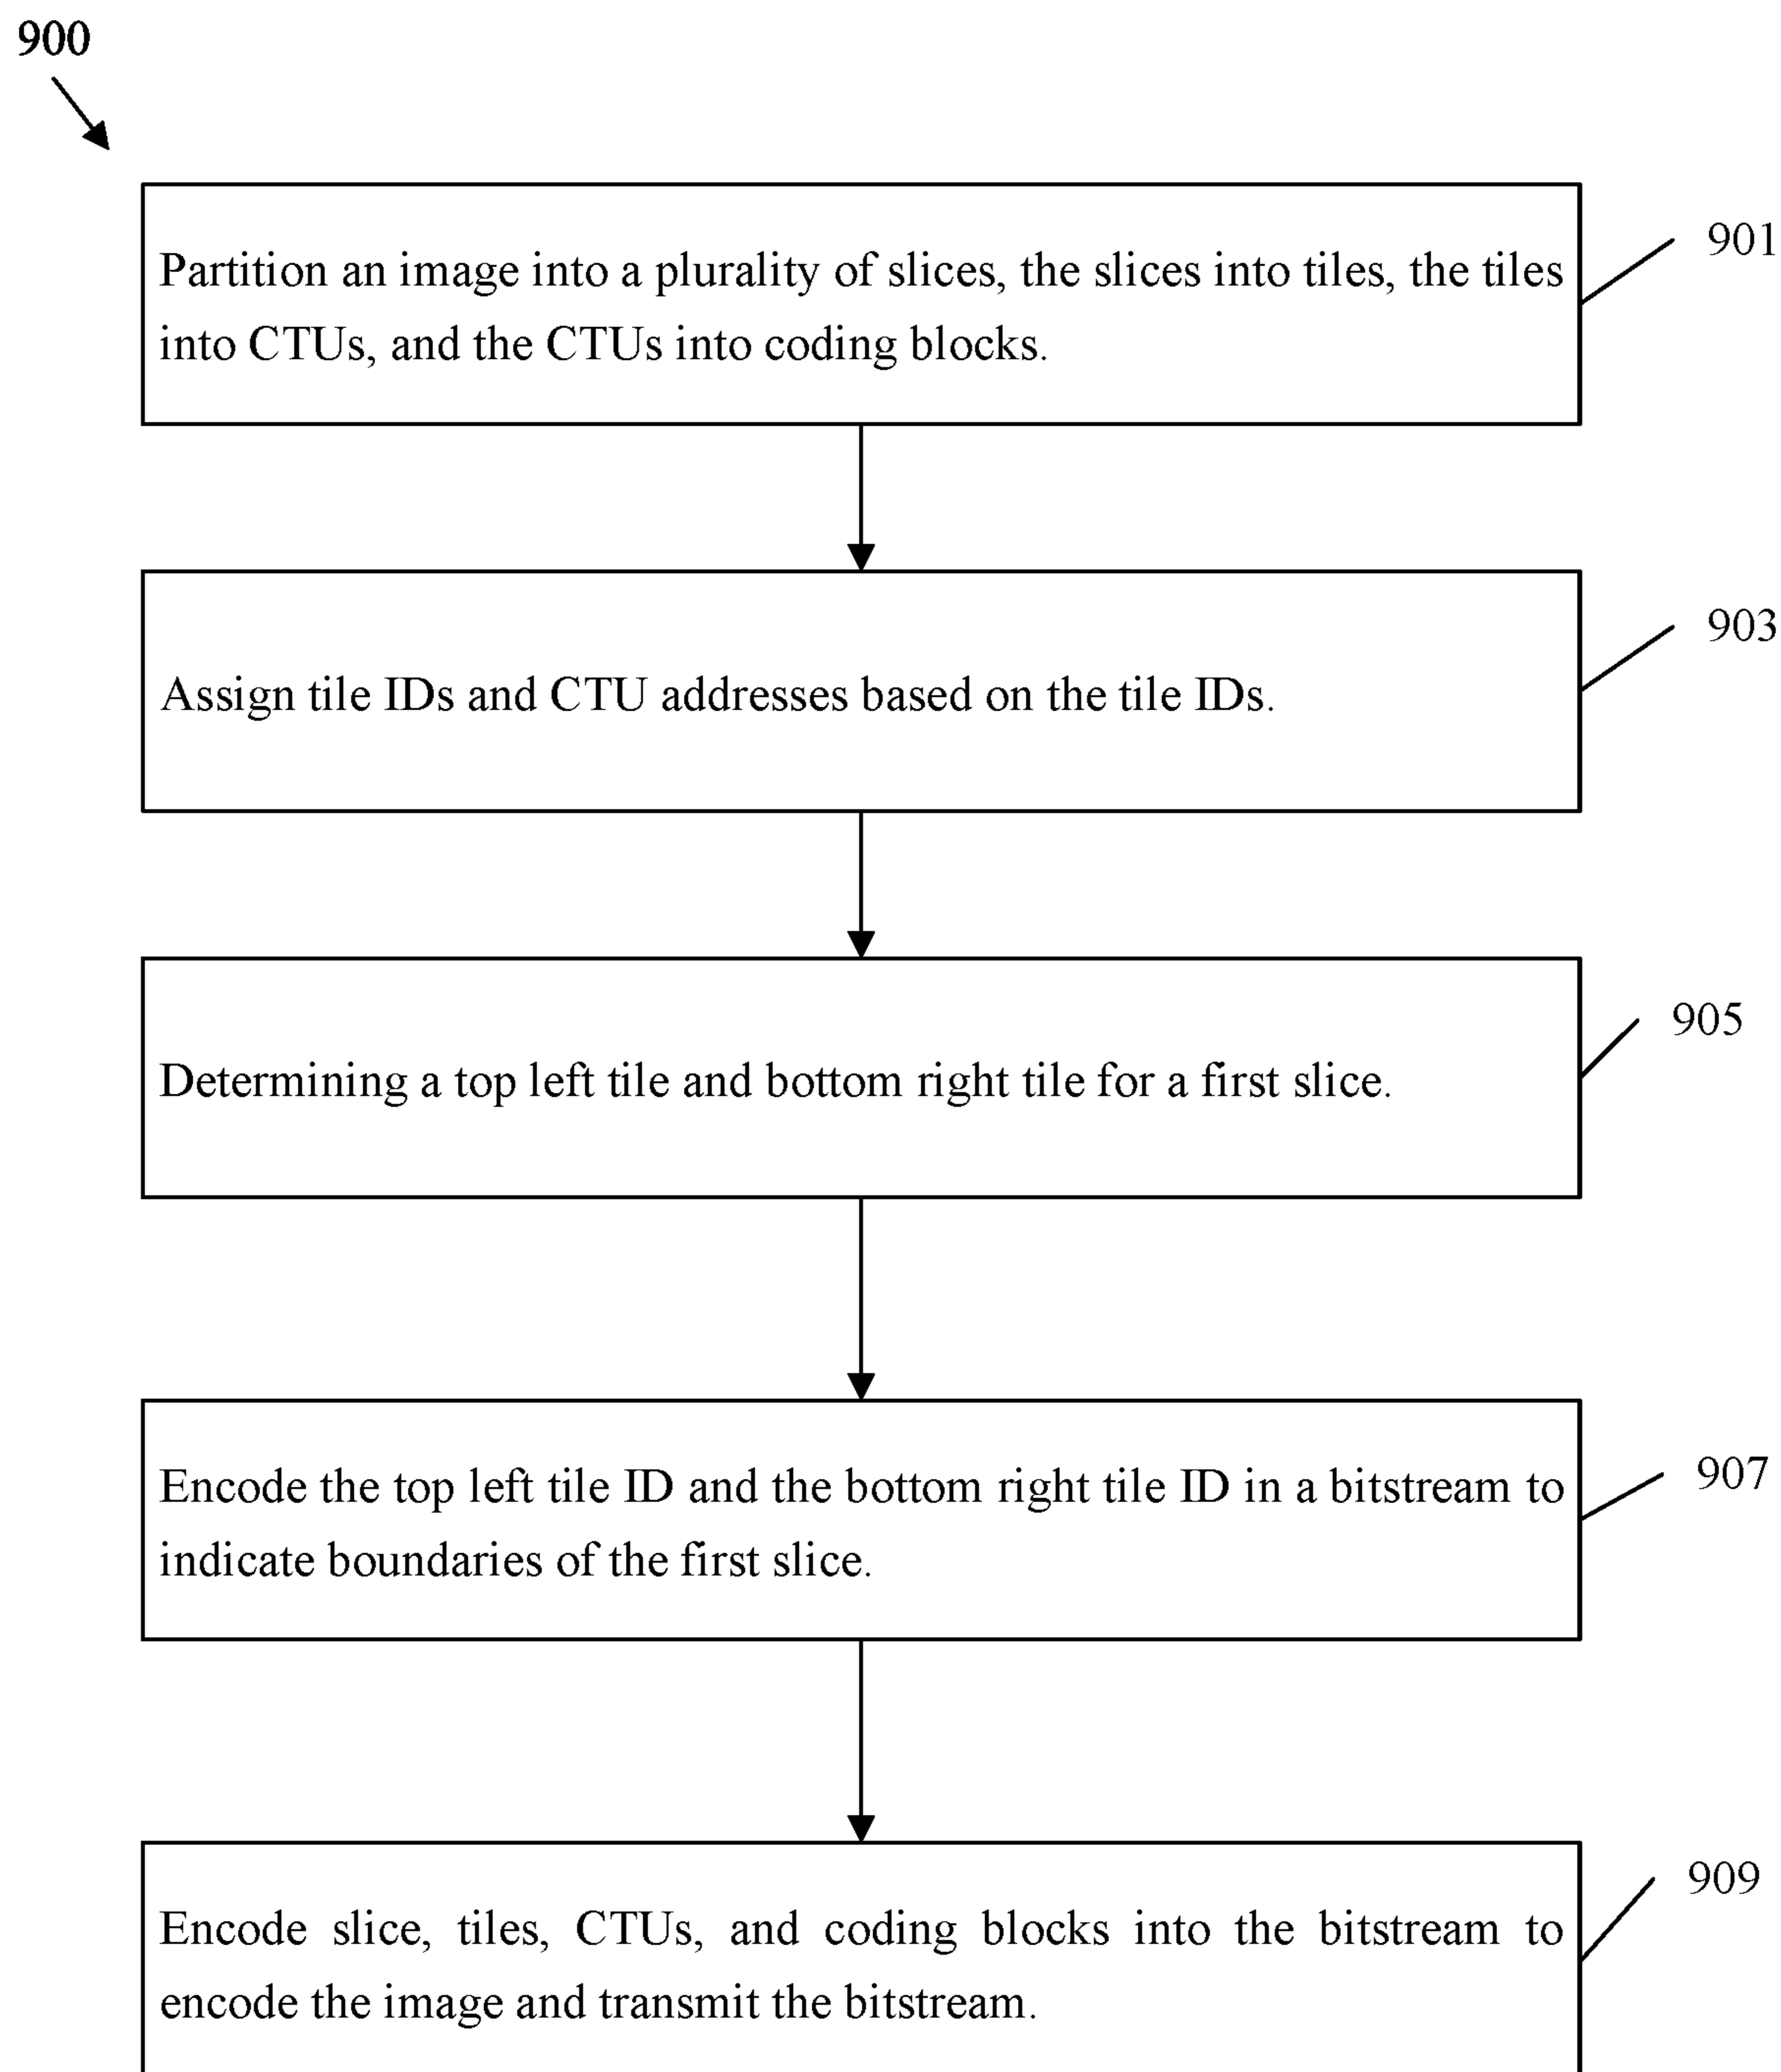 900
901
Partition an image into a plurality of slices, the slices into tiles, the tiles
into CTUs, and the CTUs into coding blocks.
903
Assign tile IDs and CTU addresses based on the tile IDs.
905
Determining a top left tile and bottom right tile for a first slice.
907
Encode the top left tile ID and the bottom right tile ID in a bitstream to
indicate boundaries of the first slice.
909
Encode slice, tiles, CTUs, and coding blocks into the bitstream to
encode the image and transmit the bitstream.